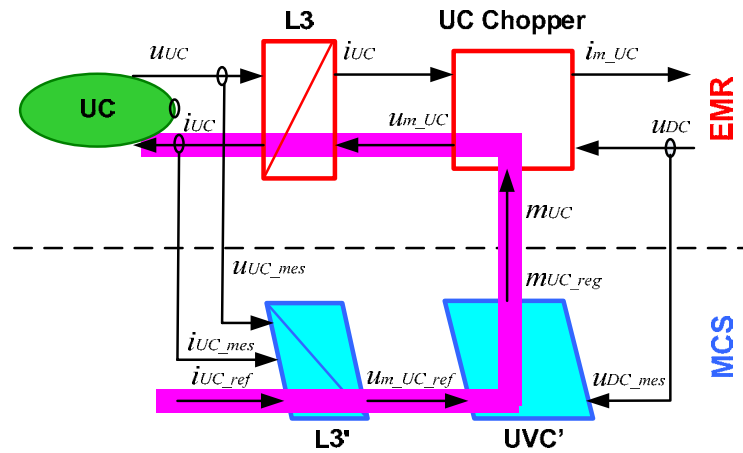 L3
UC Chopper
uUC
iUC
im_UC
UC
iUC
um_UC
uDC
EMR
mUC
uUC_mes
mUC_reg
iUC_mes
MCS
iUC_ref
um_UC_ref
uDC_mes
L3'
UVC’